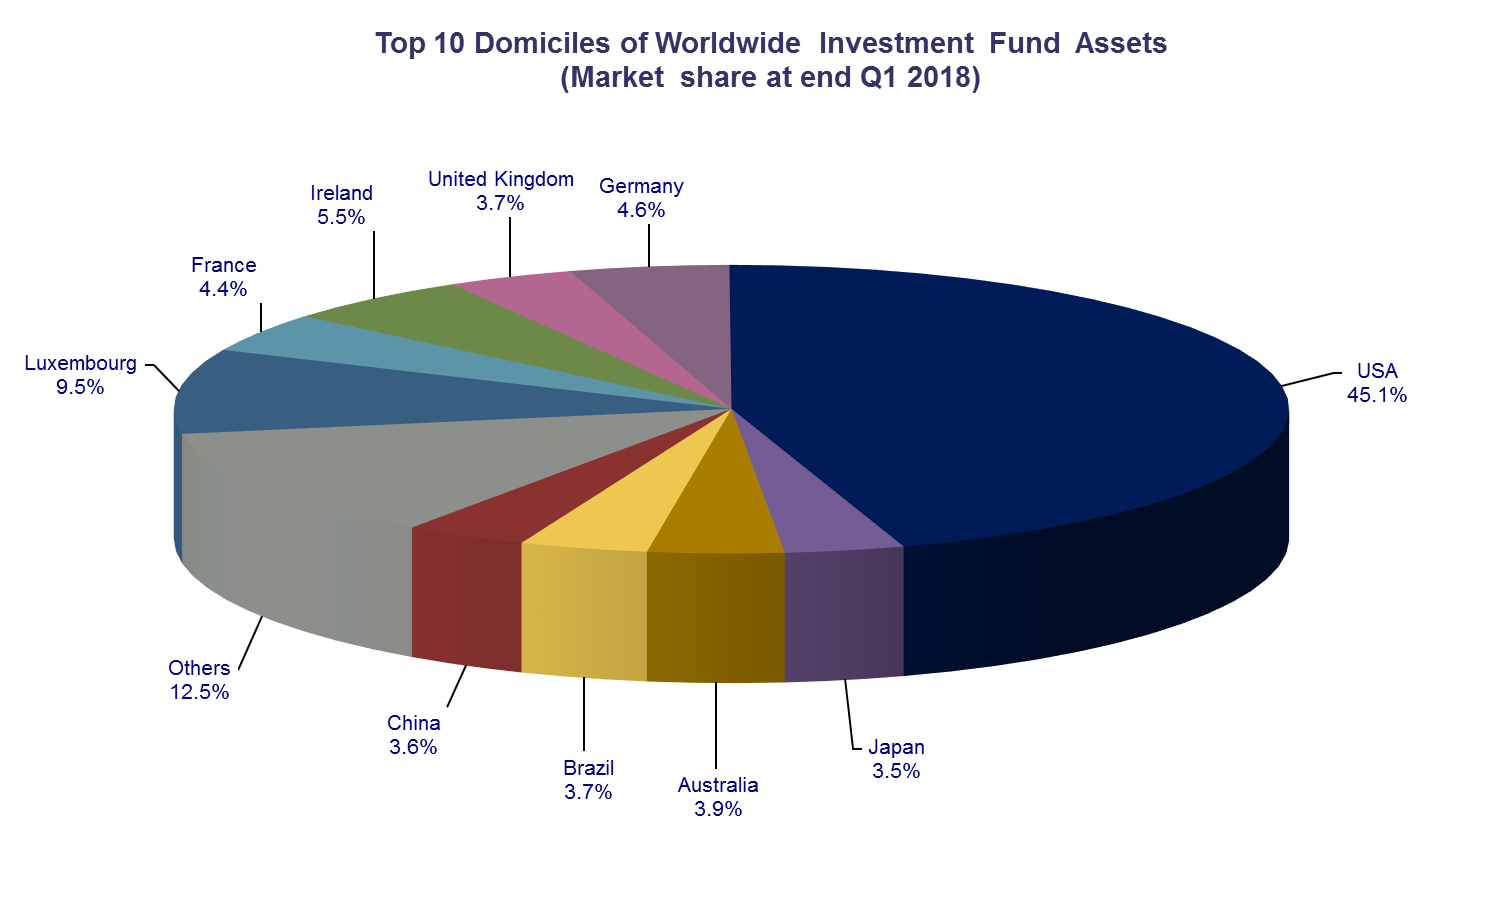 Top 10 Domiciles of Worldwide Investment Fund Assets
(Market share at end Q1 2018)
United Kingdom
3.7%
Germany
4.6%
Ireland
5.5%
France
4.4%
Luxembourg
9.5%
USA
45.1%
Others
12.5%
China
3.6%
Brazil
3.7%
Australia
3.9%
Japan
3.5%